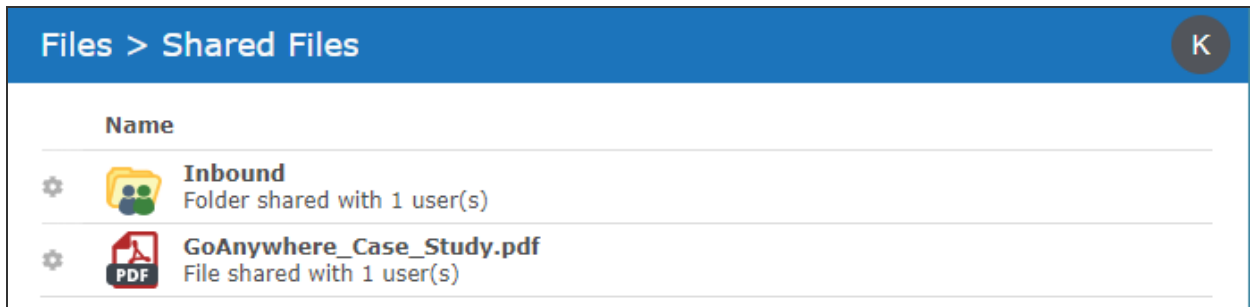 Files > Shared Files
K
Name
Inbound
Folder shared with 1 user(s)
GoAnywhere_Case_Study.pdf
PDF
File shared with 1 user(s)